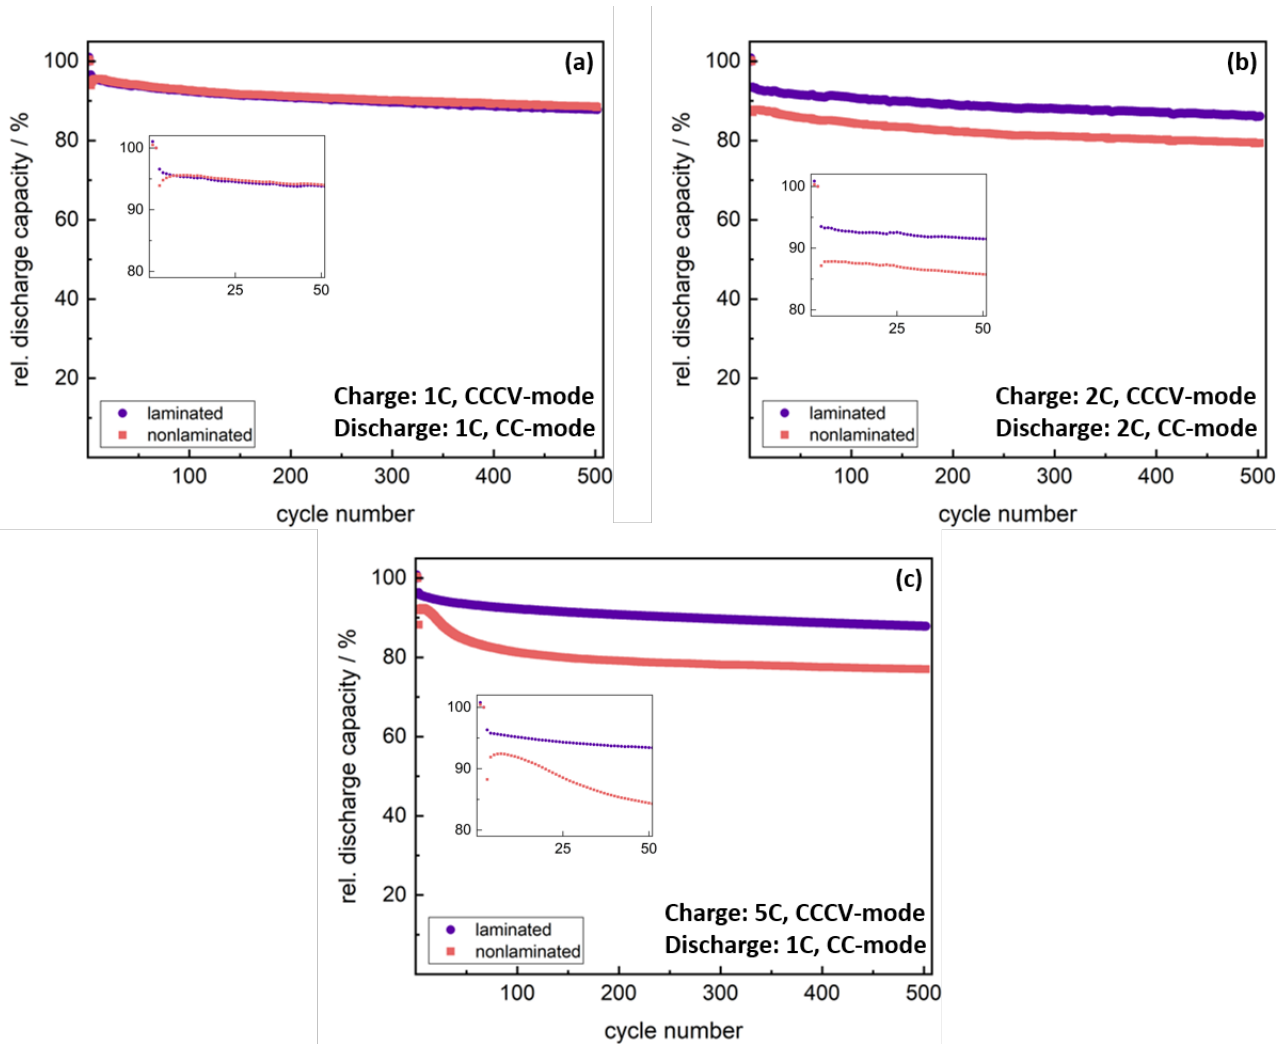 (a)
100
80
60
40
20
rel. discharge capacity / %
100
90
80
25
50
Charge: 1C, CCCV-mode
Discharge: 1C, CC-mode
laminated
nonlaminated
100
200
300
400
500
cycle number
(b)
100
80
60
40
20
rel. discharge capacity / %
100
90
80
25
50
Charge: 2C, CCCV-mode
Discharge: 2C, CC-mode
laminated
nonlaminated
100
200
300
400
500
cycle number
(c)
100
80
60
40
20
rel. discharge capacity / %
100
90
80
25
50
Charge: 5C, CCCV-mode
Discharge: 1C, CC-mode
laminated
nonlaminated
100
200
300
400
500
cycle number